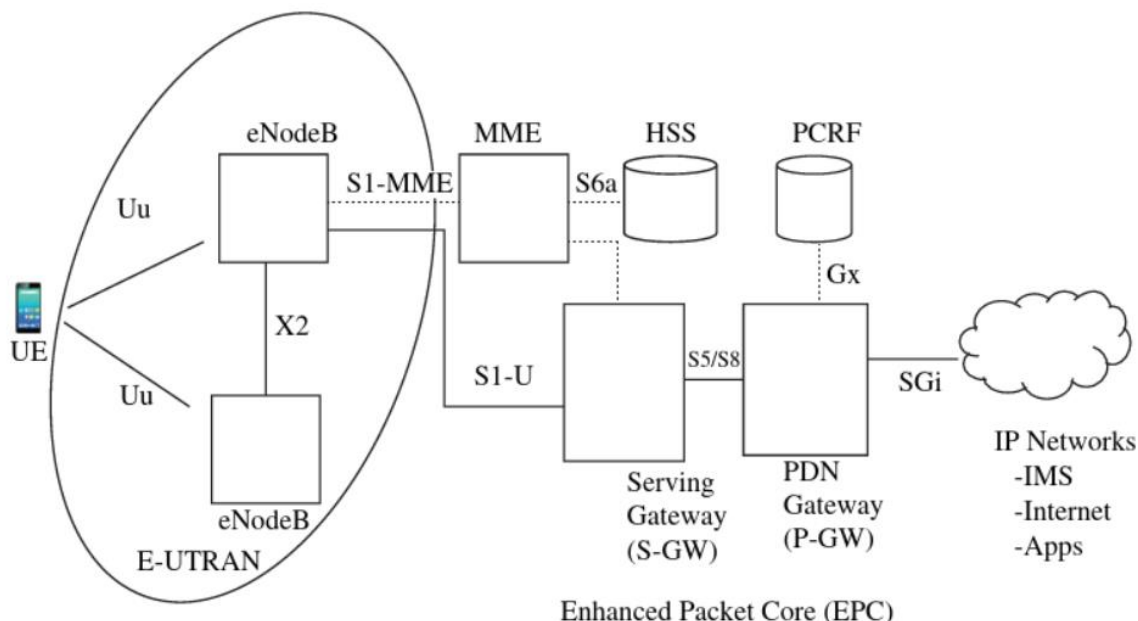 eNodeB
MME
HSS
PCRF
S1-MME
S6a
Uu
Gx
UE
X2
S1-U
S5/S8
SGi
Uu
eNodeB
E-UTRAN
Serving
Gateway
(S-GW)
PDN
Gateway
(P-GW)
IP Networks
-IMS
-Internet
-Apps
Enhanced Packet Core (EPC)